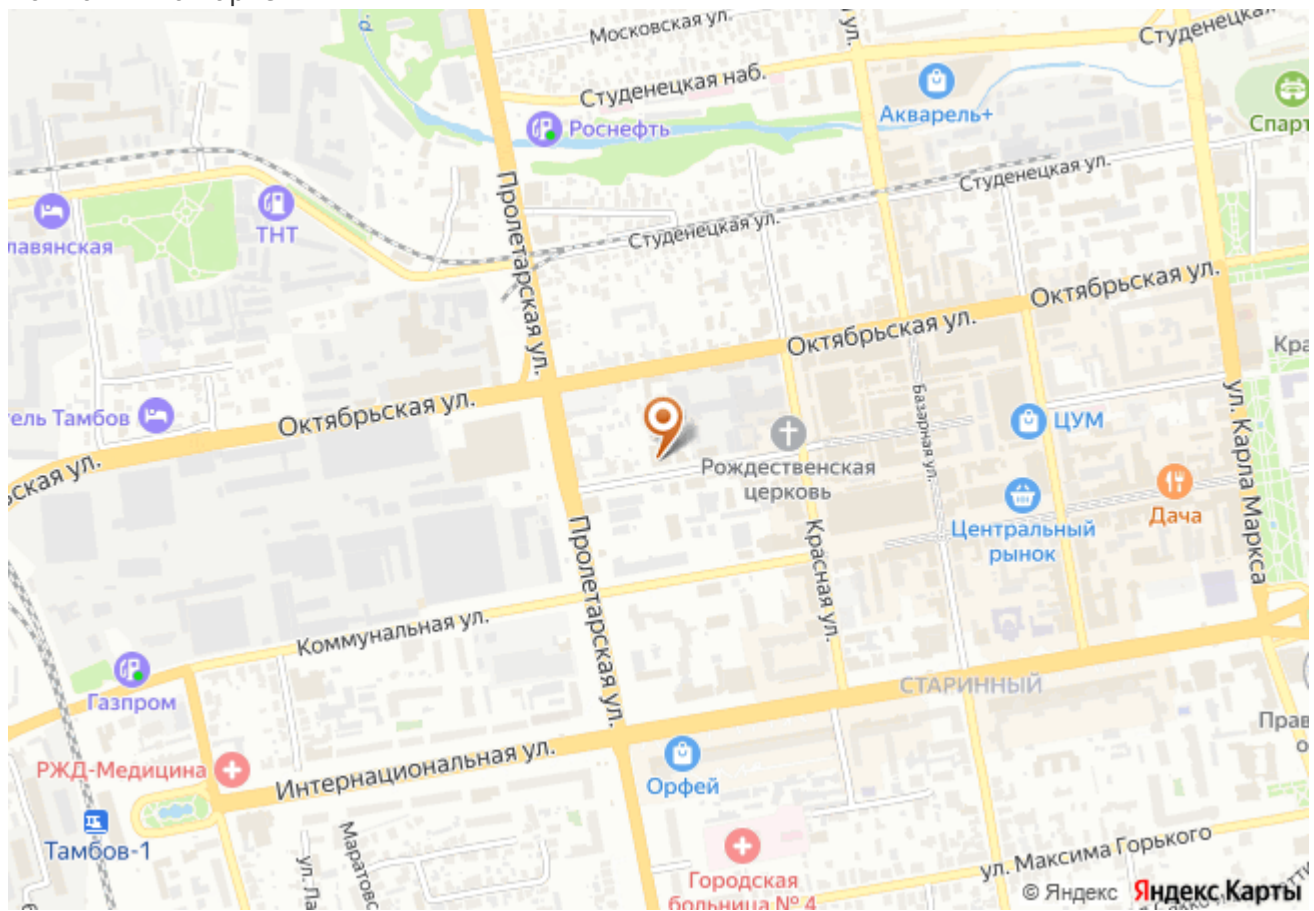 Московская ул.
Студенецкая
ул.
р.
Студенецкая наб.
Акварель+
Роснефть
Спарт
Студенецкая ул.
Пролетарская ул.
ТНТ
лавянская
Студенецкая ул.
Октябрьская ул.
Октябрьская ул.
Кра
Октябрьская ул.
тель Тамбов
ьская ул.
Базарная ул.
ЦУМ
ул. Карла Маркса
Рождественская
церковь
Дача
Центральный
рынок
Пролетарская ул.
Красная ул.
Коммунальная ул.
Газпром
СТАРИННЫЙ
Прав
о
РЖД-Медицина
Интернациональная ул.
Орфей
Тамбов-1
Маратовс
ул. Ла
ул. Максима Горького
Городская
больница № 4
© Яндекс Яндекс Карты